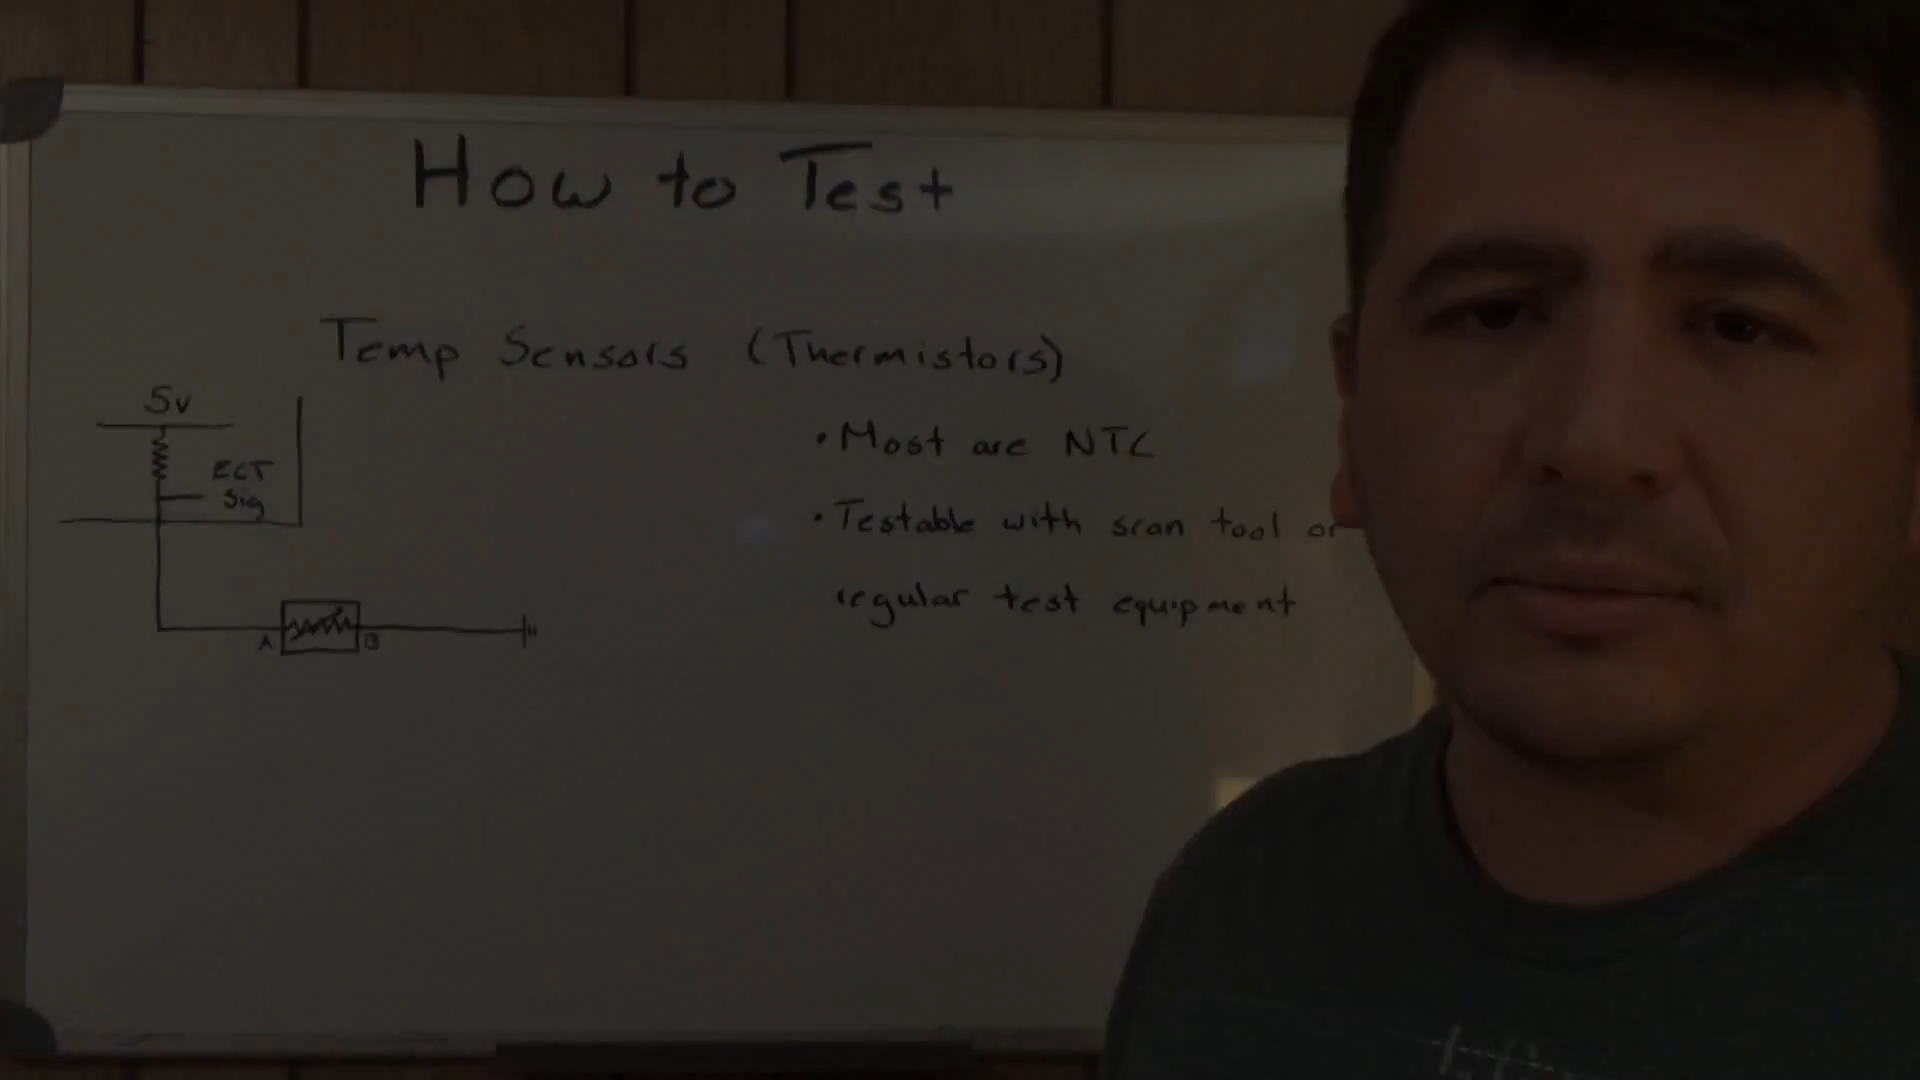 How to Test
Temp Sensors (Thermistors)
5v
ECT
Sig
A
B
• Most are NTC
• Testable with scan tool or
regular test equipment